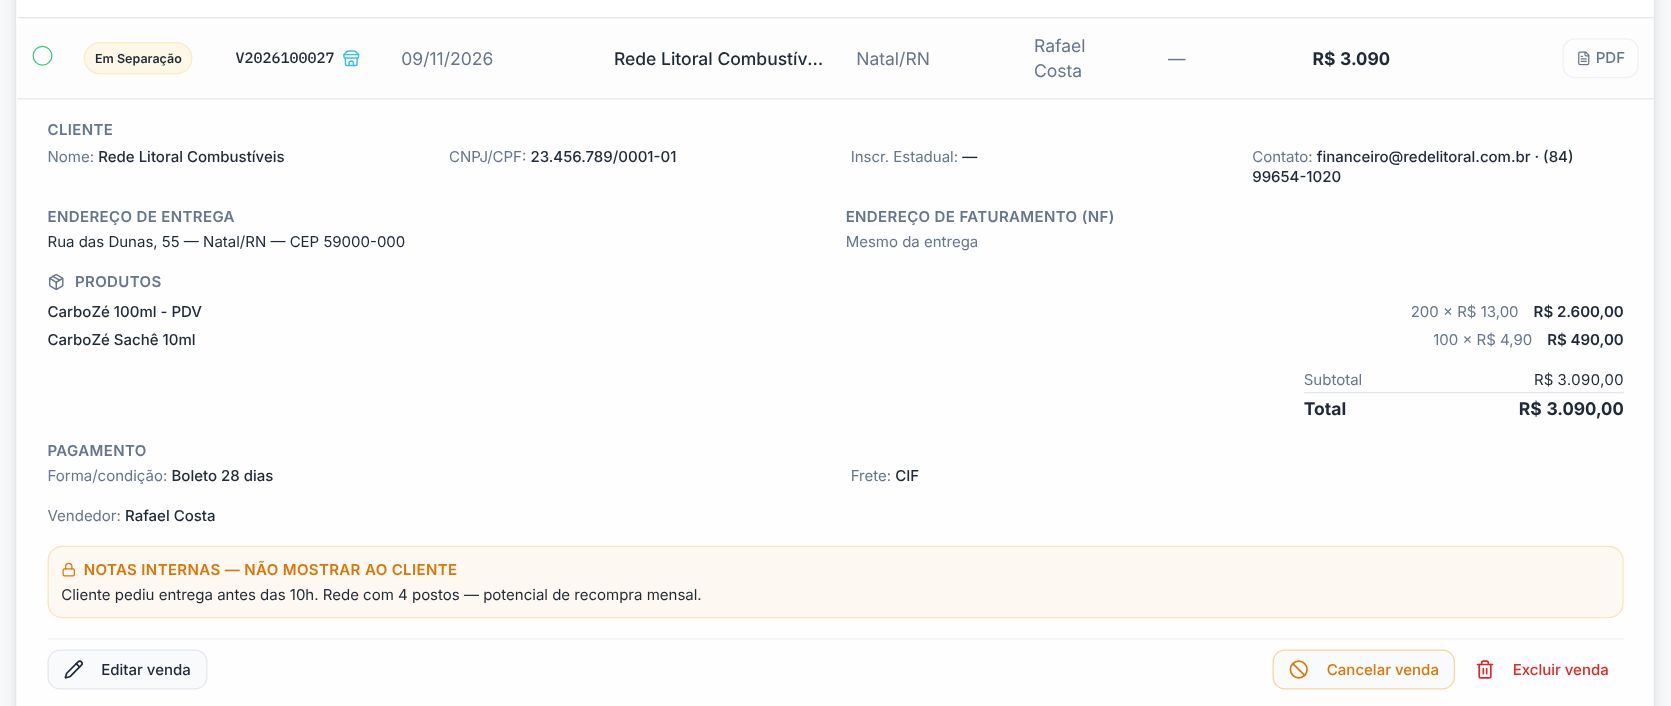 Em Separação V2026100027 09/11/2026 Rede Litoral Combustív... Natal/RN Rafael Costa — R$ 3.090 PDF
CLIENTE
Nome: Rede Litoral Combustíveis CNPJ/CPF: 23.456.789/0001-01 Inscr. Estadual: — Contato: financeiro@redelitoral.com.br · (84)
99654-1020
ENDEREÇO DE ENTREGA ENDEREÇO DE FATURAMENTO (NF)
Rua das Dunas, 55 — Natal/RN — CEP 59000-000 Mesmo da entrega
PRODUTOS
CarboZé 100ml - PDV 200 × R$ 13,00 R$ 2.600,00
CarboZé Sachê 10ml 100 × R$ 4,90 R$ 490,00
Subtotal R$ 3.090,00
Total R$ 3.090,00
PAGAMENTO
Forma/condição: Boleto 28 dias Frete: CIF
Vendedor: Rafael Costa
NOTAS INTERNAS — NÃO MOSTRAR AO CLIENTE
Cliente pediu entrega antes das 10h. Rede com 4 postos — potencial de recompra mensal.
Editar venda Cancelar venda Excluir venda